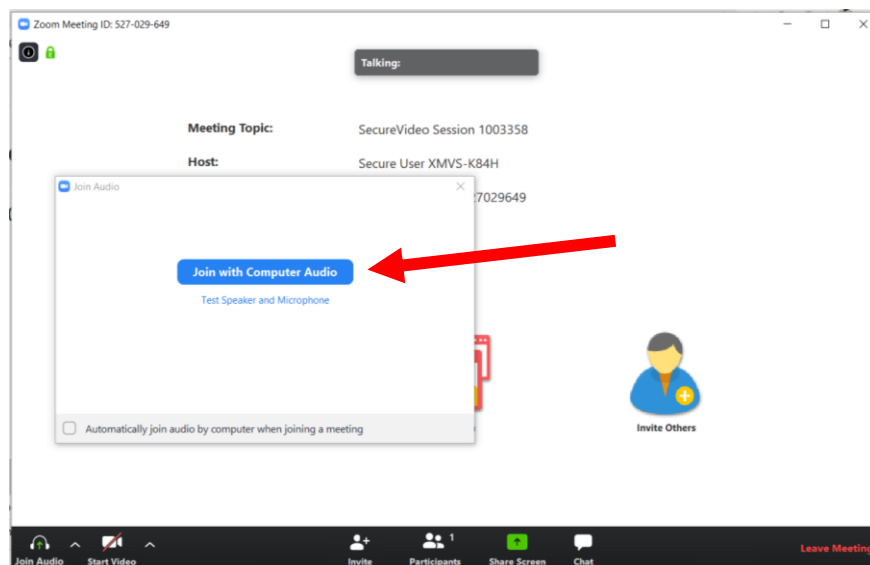 Zoom Meeting ID: 527-029-649
Talking:
Meeting Topic: SecureVideo Session 1003358
Host: Secure User XMVS-K84H
7029649
Join Audio
Join with Computer Audio
Test Speaker and Microphone
Automatically join audio by computer when joining a meeting
Invite Others
1
Join Audio Start Video Invite Participants Share Screen Chat Leave Meeting